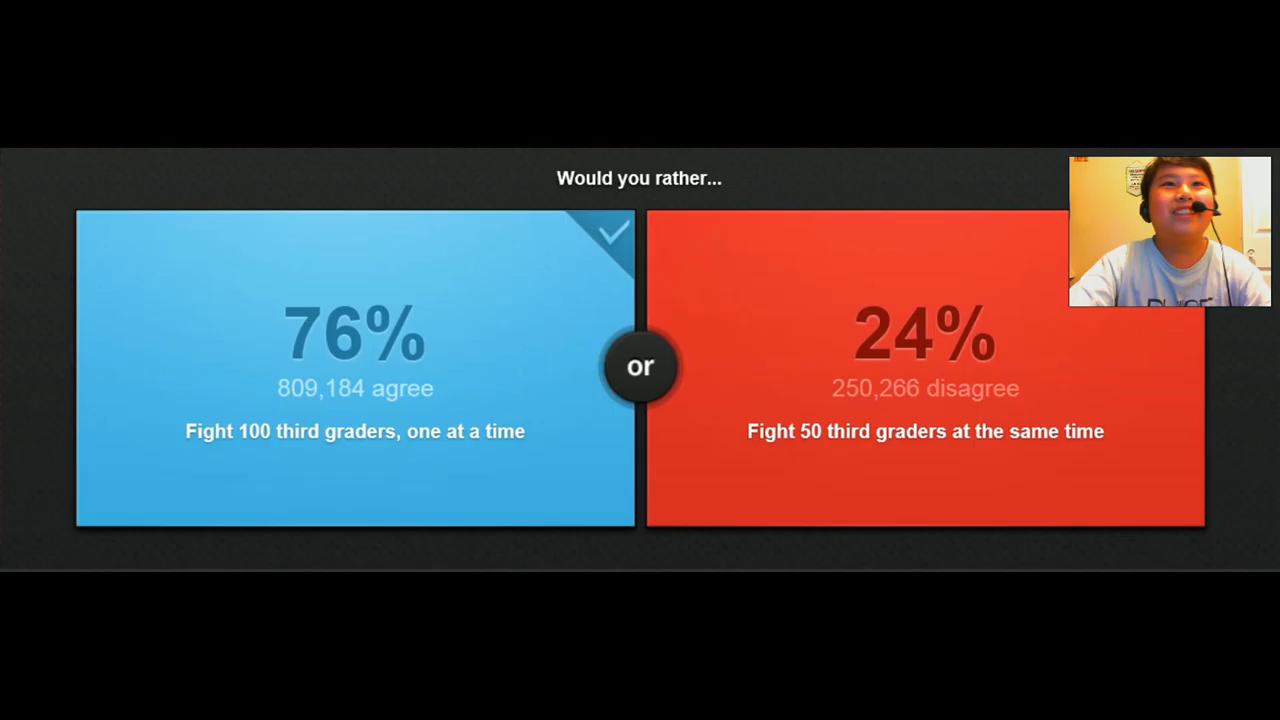 Would you rather...
76%
809,184 agree
Fight 100 third graders, one at a time
or
24%
250,266 disagree
Fight 50 third graders at the same time